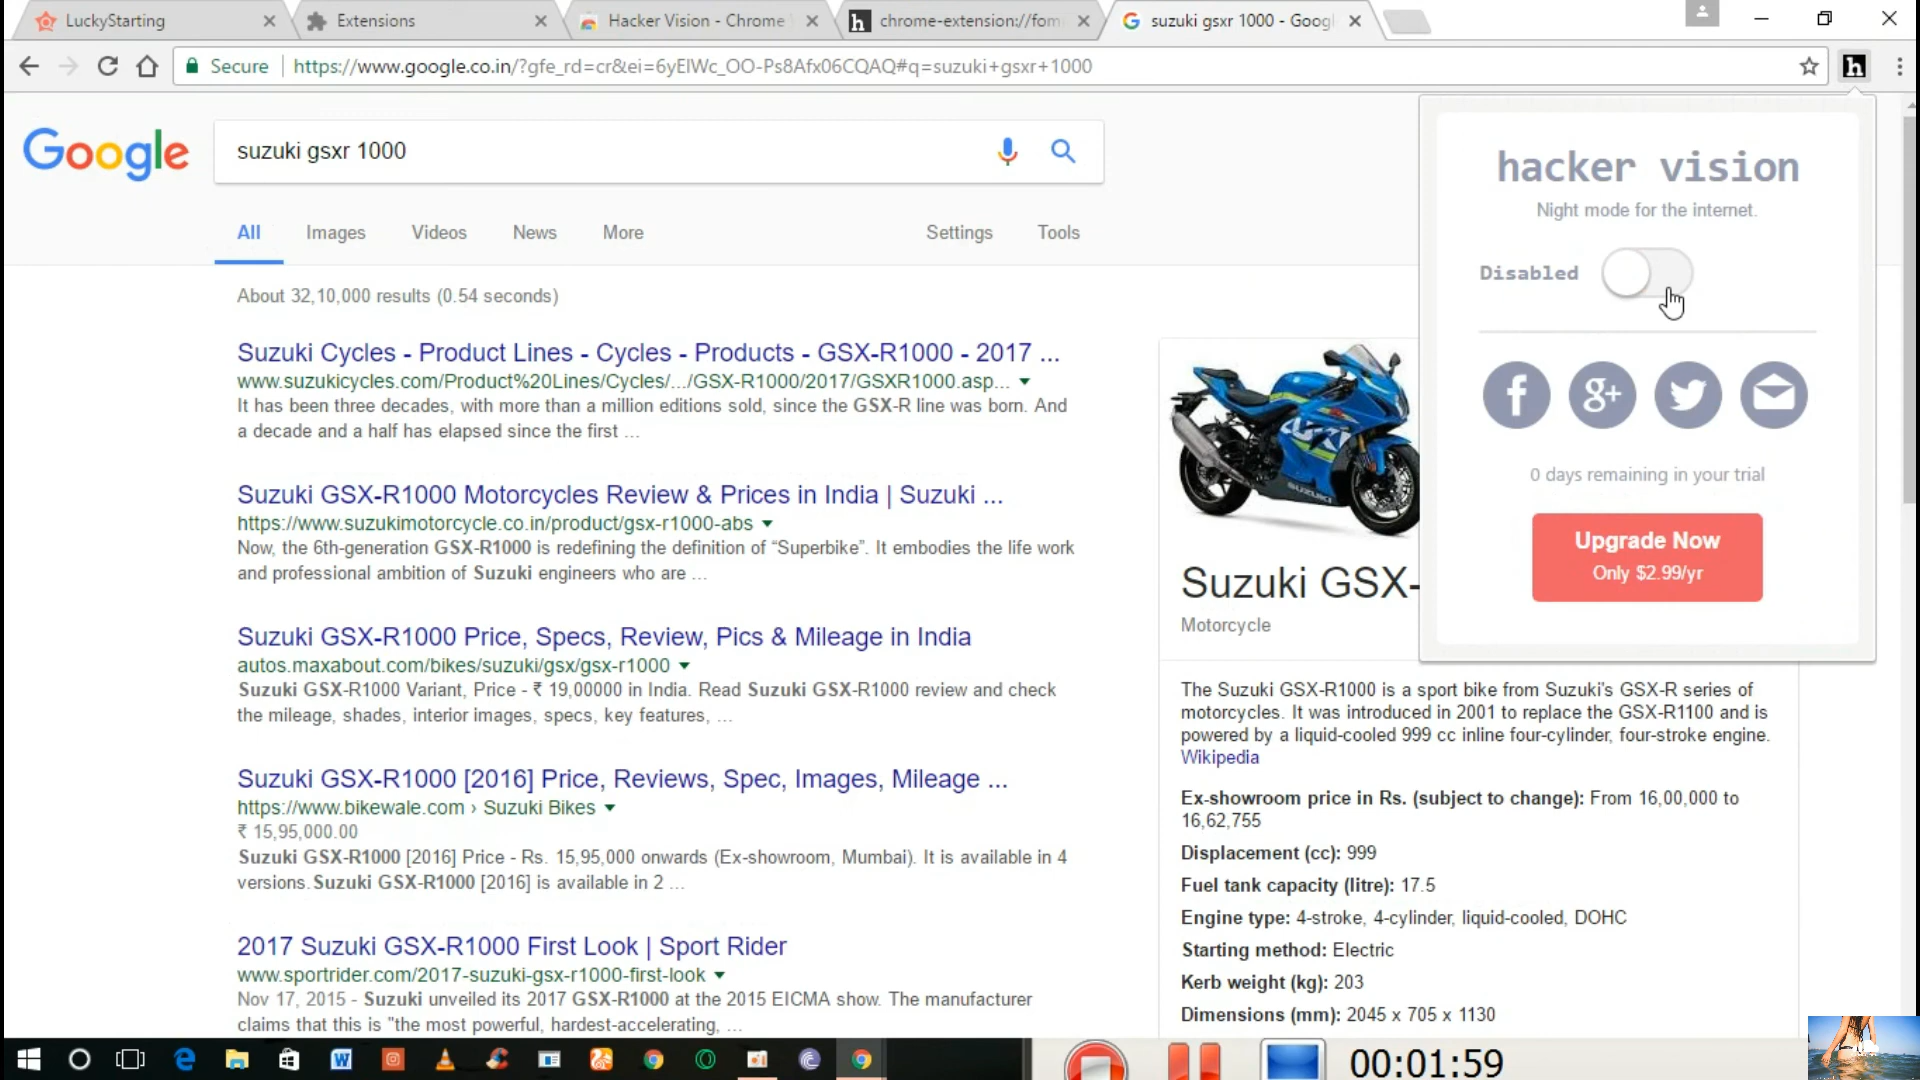 LuckyStarting
Extensions
Hacker Vision - Chrome
chrome-extension://fom
suzuki gsxr 1000 - Googl
Secure
https://www.google.co.in/?gfe_rd=cr&ei=6yElWc_OO-Ps8Afx06CQAQ#q=suzuki+gsxr+1000
h
Google
suzuki gsxr 1000
All
Images
Videos
News
More
Settings
Tools
About 32,10,000 results (0.54 seconds)
Suzuki Cycles - Product Lines - Cycles - Products - GSX-R1000 - 2017 ...
www.suzukicycles.com/Product%20Lines/Cycles/.../GSX-R1000/2017/GSXR1000.asp...
It has been three decades, with more than a million editions sold, since the GSX-R line was born. And
a decade and a half has elapsed since the first ...
Suzuki GSX-R1000 Motorcycles Review & Prices in India | Suzuki ...
https://www.suzukimotorcycle.co.in/product/gsx-r1000-abs
Now, the 6th-generation GSX-R1000 is redefining the definition of “Superbike”. It embodies the life work
and professional ambition of Suzuki engineers who are ...
Suzuki GSX-R1000 Price, Specs, Review, Pics & Mileage in India
autos.maxabout.com/bikes/suzuki/gsx/gsx-r1000
Suzuki GSX-R1000 Variant, Price - ₹ 19,00000 in India. Read Suzuki GSX-R1000 review and check
the mileage, shades, interior images, specs, key features, ...
Suzuki GSX-R1000 [2016] Price, Reviews, Spec, Images, Mileage ...
https://www.bikewale.com › Suzuki Bikes
₹ 15,95,000.00
Suzuki GSX-R1000 [2016] Price - Rs. 15,95,000 onwards (Ex-showroom, Mumbai). It is available in 4
versions. Suzuki GSX-R1000 [2016] is available in 2 ...
2017 Suzuki GSX-R1000 First Look | Sport Rider
www.sportrider.com/2017-suzuki-gsx-r1000-first-look
Nov 17, 2015 - Suzuki unveiled its 2017 GSX-R1000 at the 2015 EICMA show. The manufacturer
claims that this is "the most powerful, hardest-accelerating, ...
hacker vision
Night mode for the internet.
Disabled
0 days remaining in your trial
Upgrade Now
Only $2.99/yr
SUZUKI
Suzuki GSX-
Motorcycle
The Suzuki GSX-R1000 is a sport bike from Suzuki's GSX-R series of
motorcycles. It was introduced in 2001 to replace the GSX-R1100 and is
powered by a liquid-cooled 999 cc inline four-cylinder, four-stroke engine.
Wikipedia
Ex-showroom price in Rs. (subject to change): From 16,00,000 to
16,62,755
Displacement (cc): 999
Fuel tank capacity (litre): 17.5
Engine type: 4-stroke, 4-cylinder, liquid-cooled, DOHC
Starting method: Electric
Kerb weight (kg): 203
Dimensions (mm): 2045 x 705 x 1130
00:01:59